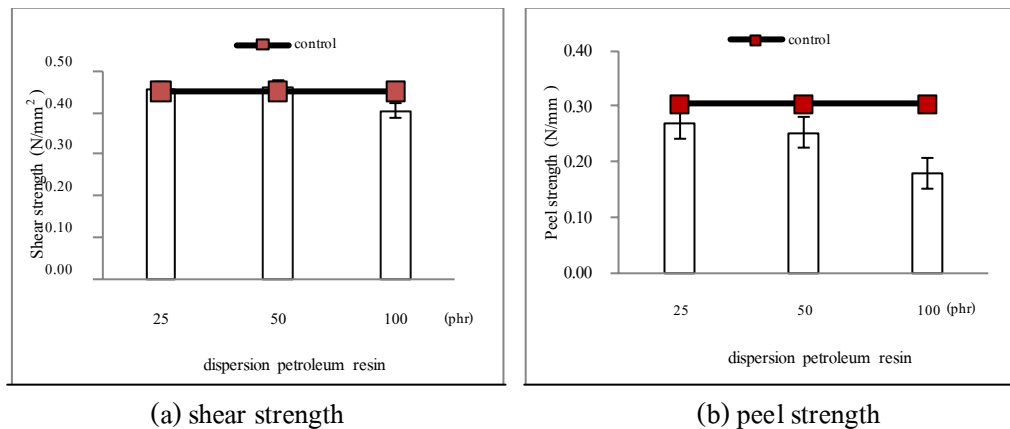 control
0.50
0.40
0.30
0.20
0.10
0.00
Shear strength (N/mm²)
25 50 100 (phr)
dispersion petroleum resin
(a) shear strength
control
0.40
0.30
0.20
0.10
0.00
Peel strength (N/mm)
25 50 100 (phr)
dispersion petroleum resin
(b) peel strength